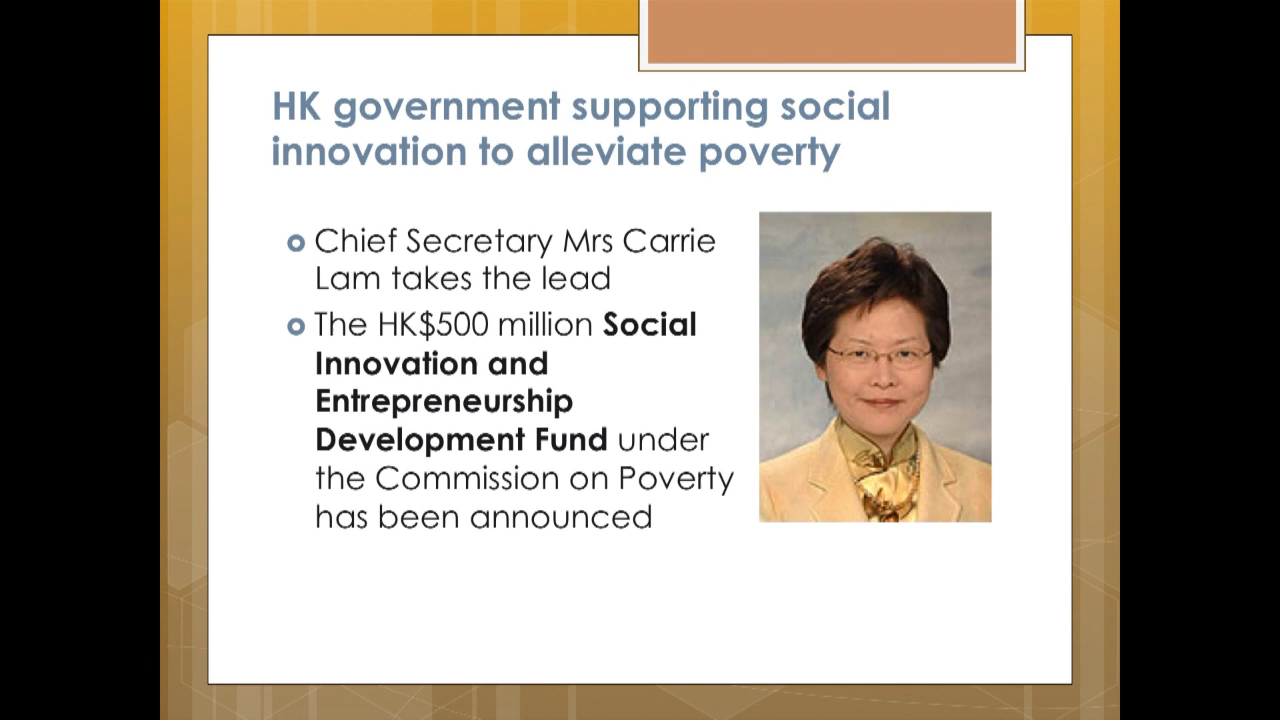 HK government supporting social
innovation to alleviate poverty
Chief Secretary Mrs Carrie
Lam takes the lead
The HK$500 million Social
Innovation and
Entrepreneurship
Development Fund under
the Commission on Poverty
has been announced